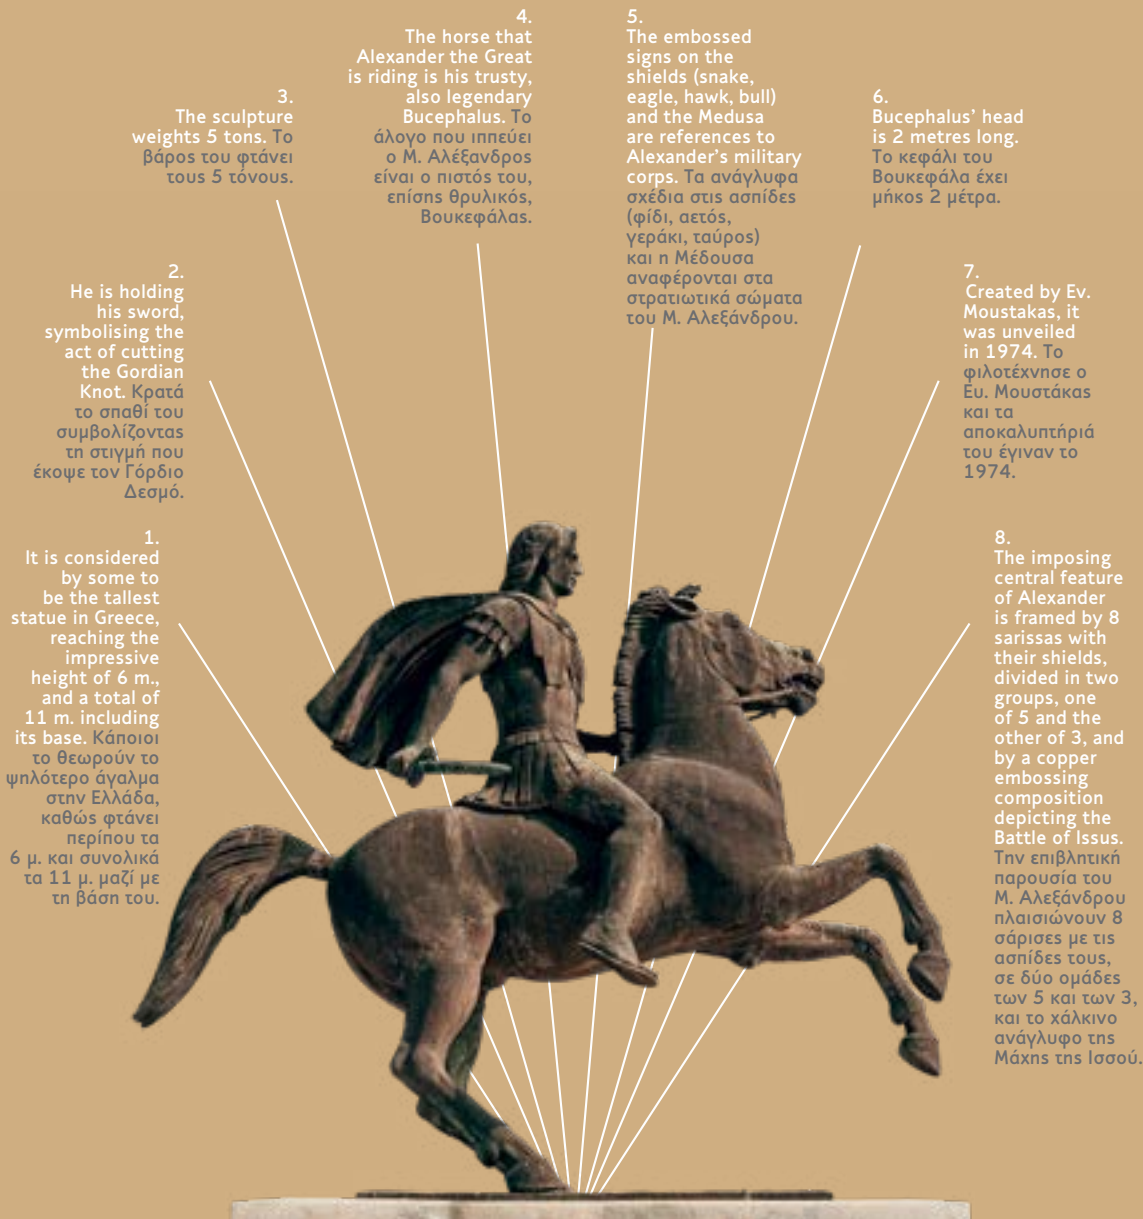 1.
It is considered
by some to
be the tallest
statue in Greece,
reaching the
impressive
height of 6 m.,
and a total of
11 m. including
its base. Κάποιοι
το θεωρούν το
ψηλότερο άγαλμα
στην Ελλάδα,
καθώς φτάνει
περίπου τα
6 μ. και συνολικά
τα 11 μ. μαζί με
τη βάση του.
2.
He is holding
his sword,
symbolising the
act of cutting
the Gordian
Knot. Κρατά
το σπαθί του
συμβολίζοντας
τη στιγμή που
έκοψε τον Γόρδιο
Δεσμό.
3.
The sculpture
weights 5 tons. Το
βάρος του φτάνει
τους 5 τόνους.
4.
The horse that
Alexander the Great
is riding is his trusty,
also legendary
Bucephalus. Το
άλογο που ιππεύει
ο Μ. Αλέξανδρος
είναι ο πιστός του,
επίσης θρυλικός,
Βουκεφάλας.
5.
The embossed
signs on the
shields (snake,
eagle, hawk, bull)
and the Medusa
are references to
Alexander's military
corps. Τα ανάγλυφα
σχέδια στις ασπίδες
(φίδι, αετός,
γεράκι, ταύρος)
και η Μέδουσα
αναφέρονται στα
στρατιωτικά σώματα
του Μ. Αλεξάνδρου.
6.
Bucephalus' head
is 2 metres long.
Το κεφάλι του
Βουκεφάλα έχει
μήκος 2 μέτρα.
7.
Created by Ev.
Moustakas, it
was unveiled
in 1974. Το
φιλοτέχνησε ο
Ευ. Μουστάκας
και τα
αποκαλυπτήριά
του έγιναν το
1974.
8.
The imposing
central feature
of Alexander
is framed by 8
sarissas with
their shields,
divided in two
groups, one
of 5 and the
other of 3, and
by a copper
embossing
composition
depicting the
Battle of Issus.
Την επιβλητική
παρουσία του
Μ. Αλεξάνδρου
πλαισιώνουν 8
σάρισες με τις
ασπίδες τους,
σε δύο ομάδες
των 5 και των 3,
και το χάλκινο
ανάγλυφο της
Μάχης της Ισσού.